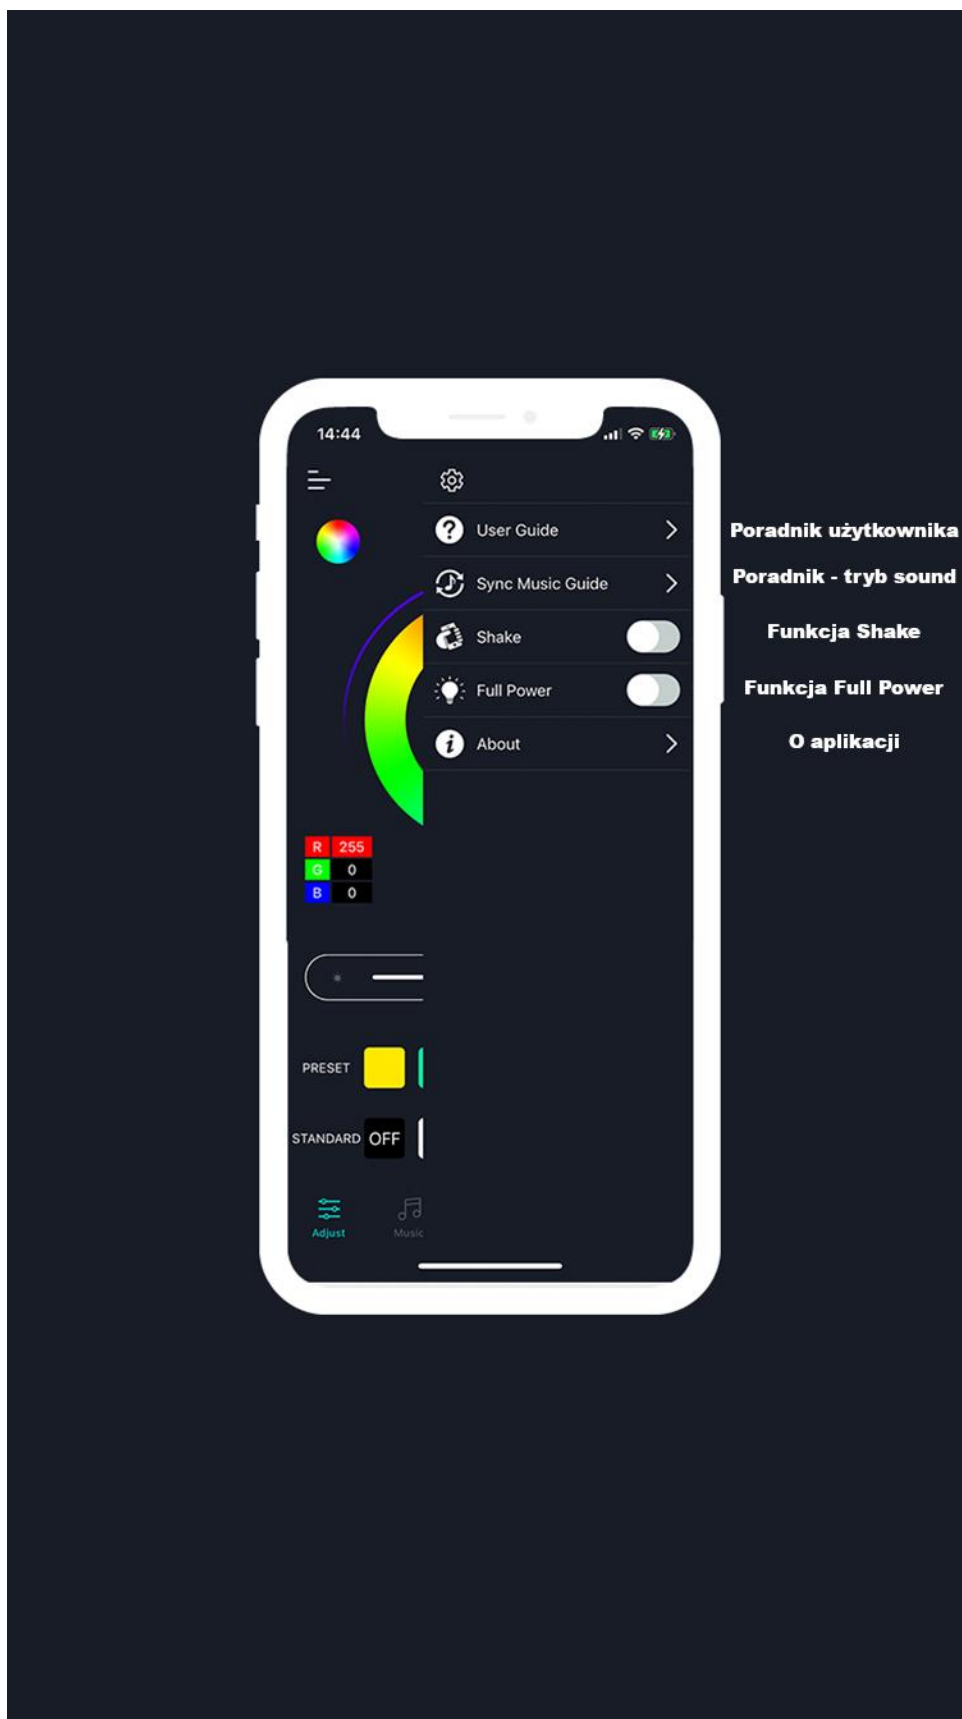 14:44
User Guide
Poradnik użytkownika
Sync Music Guide
Poradnik - tryb sound
Shake
Funkcja Shake
Full Power
Funkcja Full Power
About
O aplikacji
R 255
G 0
B 0
PRESET
STANDARD OFF
Adjust
Music